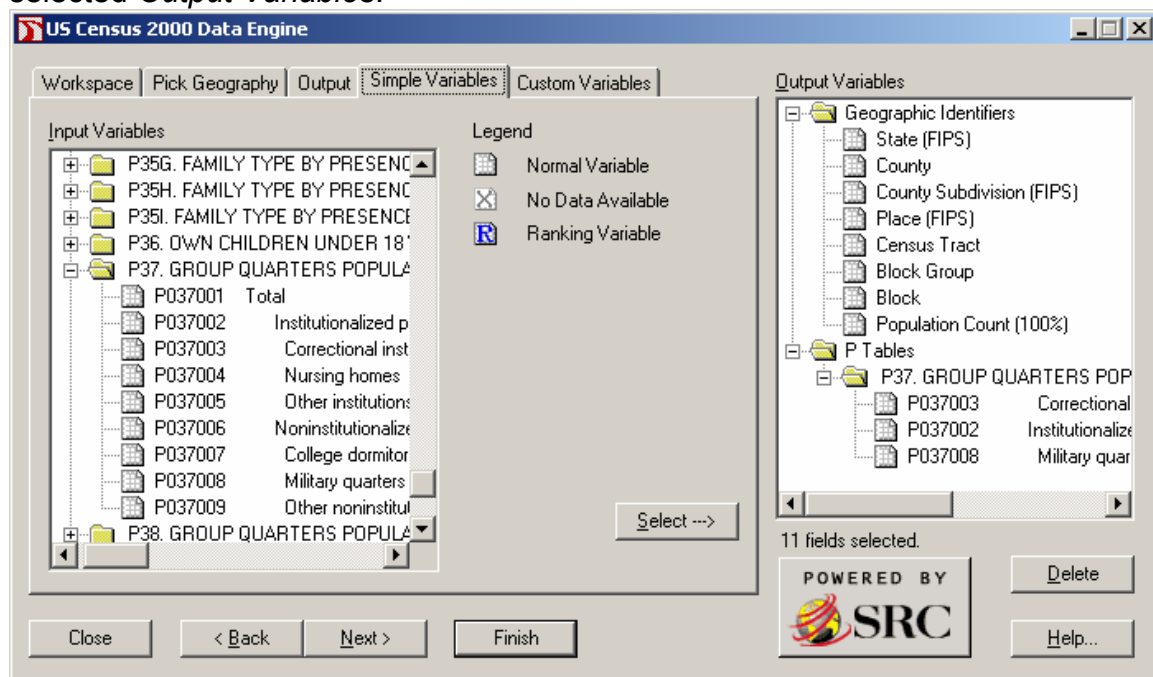 selected Output Variables.
US Census 2000 Data Engine
Workspace Pick Geography Output Simple Variables Custom Variables
Input Variables
P35G. FAMILY TYPE BY PRESENC
P35H. FAMILY TYPE BY PRESENC
P35I. FAMILY TYPE BY PRESENCE
P36. OWN CHILDREN UNDER 18
P37. GROUP QUARTERS POPULA
P037001 Total
P037002 Institutionalized p
P037003 Correctional inst
P037004 Nursing homes
P037005 Other institutions
P037006 Noninstitutionalize
P037007 College dormitor
P037008 Military quarters
P037009 Other noninstitu
P38. GROUP QUARTERS POPULA
Legend
Normal Variable
No Data Available
R Ranking Variable
Select --->
Output Variables
Geographic Identifiers
State (FIPS)
County
County Subdivision (FIPS)
Place (FIPS)
Census Tract
Block Group
Block
Population Count (100%)
P Tables
P37. GROUP QUARTERS POP
P037003 Correctional
P037002 Institutionalize
P037008 Military quar
11 fields selected.
POWERED BY
SRC
Delete
Help...
Close < Back Next > Finish